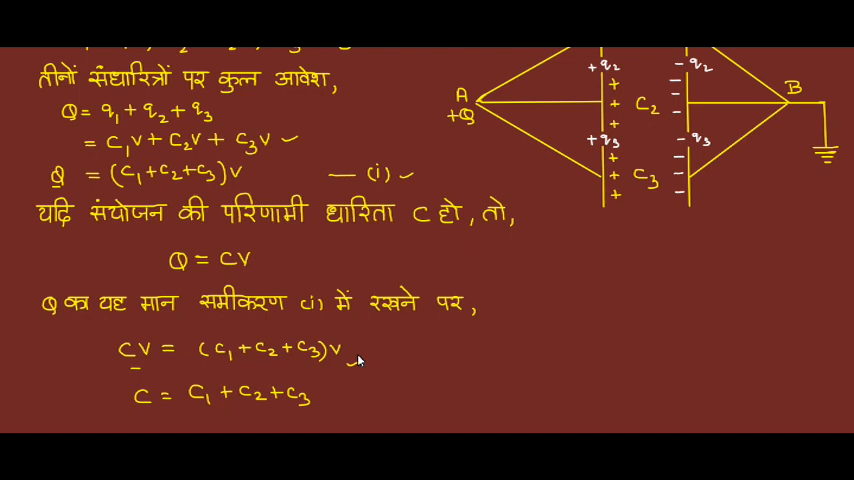 तीनों संधारित्रों पर कुल आवेश,
Q = q₁ + q₂ + q₃
= C₁V + C₂V + C₃V
Q = (C₁+C₂+C₃)V — (i)
यदि संयोजन की परिणामी धारिता C हो, तो,
Q = CV
Q का यह मान समीकरण (i) में रखने पर,
CV = (C₁ + C₂ + C₃)V
C = C₁ + C₂ + C₃
+q₂ -q₂
A B
+Q
C₂
+q₃ -q₃
C₃